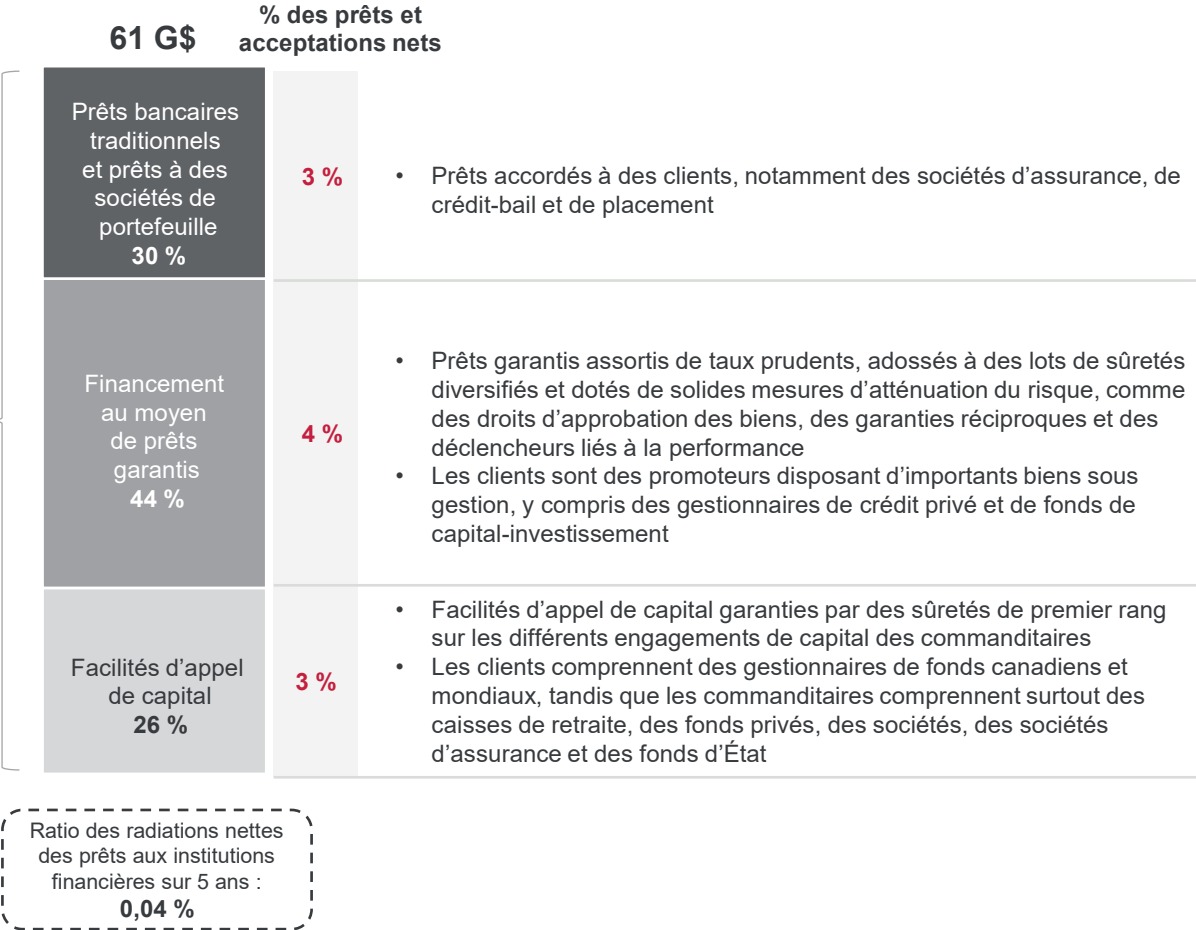 61 G$
% des prêts et
acceptations nets
Prêts bancaires
traditionnels
et prêts à des
sociétés de
portefeuille
30 %
3 %
• Prêts accordés à des clients, notamment des sociétés d’assurance, de
crédit-bail et de placement
Financement
au moyen
de prêts
garantis
44 %
4 %
• Prêts garantis assortis de taux prudents, adossés à des lots de sûretés
diversifiés et dotés de solides mesures d’atténuation du risque, comme
des droits d’approbation des biens, des garanties réciproques et des
déclencheurs liés à la performance
• Les clients sont des promoteurs disposant d’importants biens sous
gestion, y compris des gestionnaires de crédit privé et de fonds de
capital-investissement
Facilités d’appel
de capital
26 %
3 %
• Facilités d’appel de capital garanties par des sûretés de premier rang
sur les différents engagements de capital des commanditaires
• Les clients comprennent des gestionnaires de fonds canadiens et
mondiaux, tandis que les commanditaires comprennent surtout des
caisses de retraite, des fonds privés, des sociétés, des sociétés
d’assurance et des fonds d’État
Ratio des radiations nettes
des prêts aux institutions
financières sur 5 ans :
0,04 %